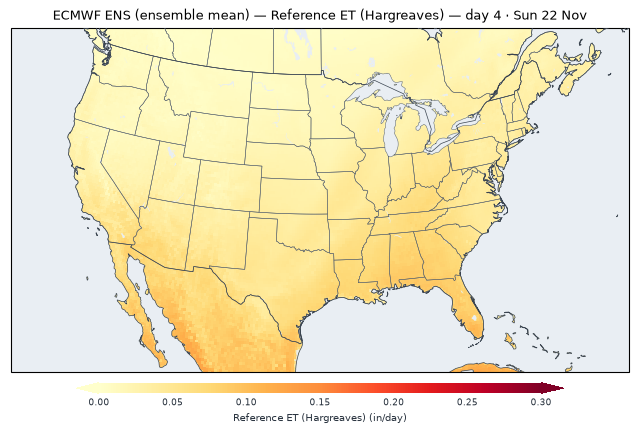 ECMWF ENS (ensemble mean) — Reference ET (Hargreaves) — day 4 · Sun 22 Nov
0.00 0.05 0.10 0.15 0.20 0.25 0.30
Reference ET (Hargreaves) (in/day)